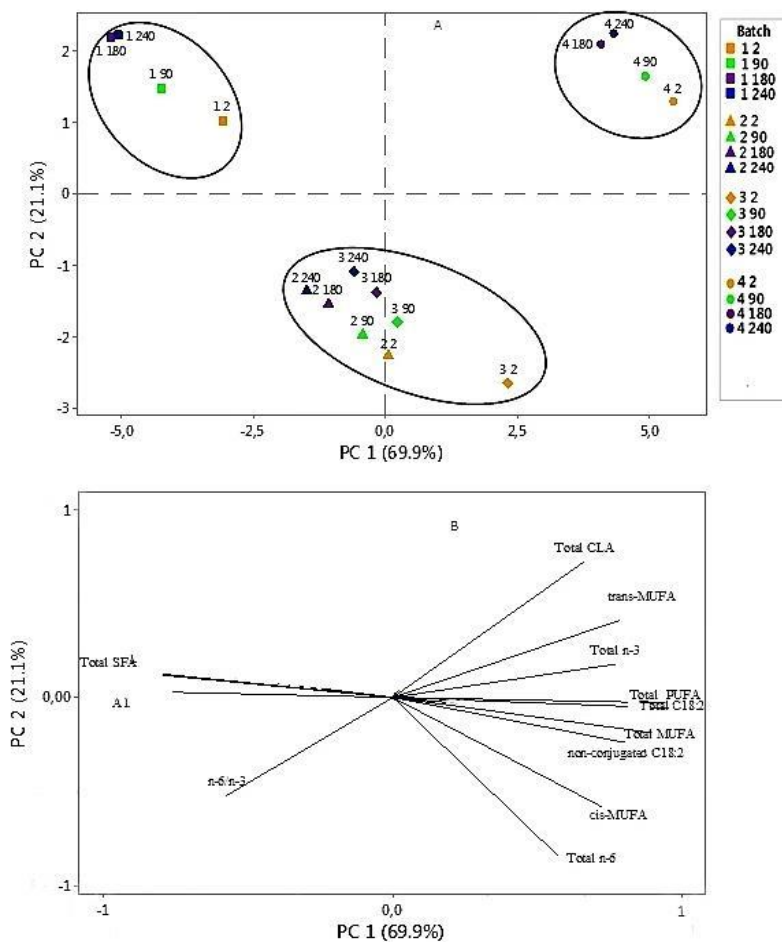 A
1 240
1 180
1 90
1 2
4 240
4 180
4 90
4 2
3 240
2 240
3 180
2 180
2 90
3 90
2 2
3 2
2
1
0
-1
-2
-3
PC 2 (21.1%)
-5,0
-2,5
0,0
2,5
5,0
PC 1 (69.9%)
Batch
1 2
1 90
1 180
1 240
2 2
2 90
2 180
2 240
3 2
3 90
3 180
3 240
4 2
4 90
4 180
4 240
B
Total CLA
trans-MUFA
Total n-3
Total SFA
A1
Total PUFA
Total C18:2
Total MUFA
non-conjugated C18:2
n-6/n-3
cis-MUFA
Total n-6
1
0,00
-1
PC 2 (21.1%)
-1
0,0
1
PC 1 (69.9%)